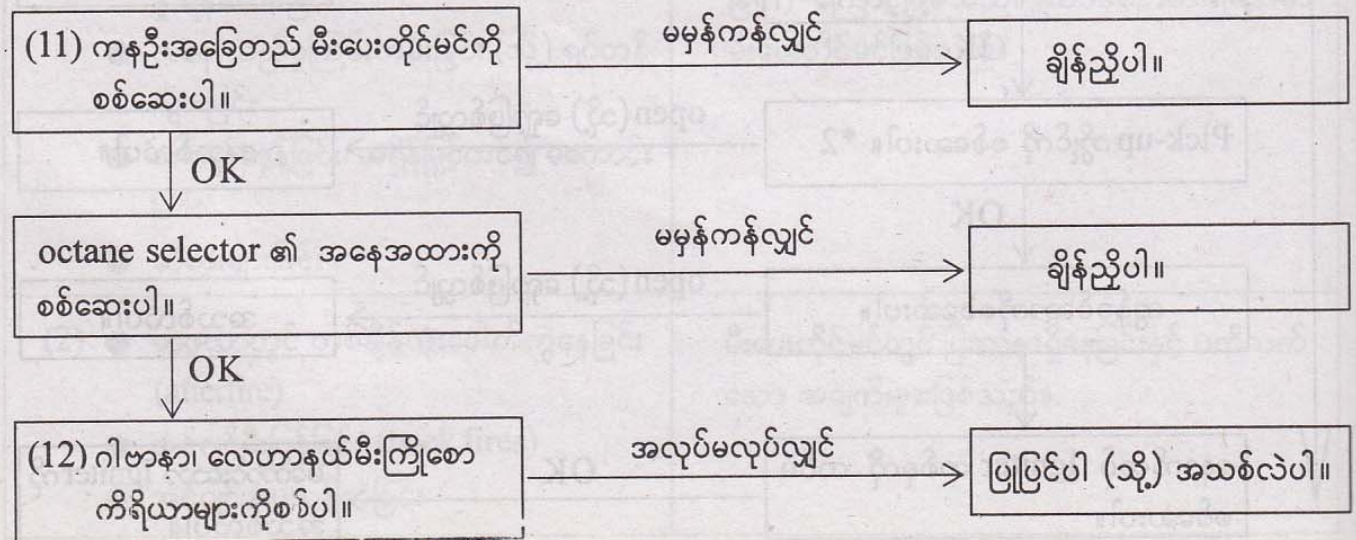 (11) ကနဦးအခြေတည် မီးပေးတိုင်မင်ကို
စစ်ဆေးပါ။
မမှန်ကန်လျှင်
ချိန်ညှိပါ။
OK
octane selector ၏ အနေအထားကို
စစ်ဆေးပါ။
မမှန်ကန်လျှင်
ချိန်ညှိပါ။
OK
(12) ဂါဗာနာ၊ လေဟာနယ်မီးကြိုစော
ကိရိယာများကိုစစ်ပါ။
အလုပ်မလုပ်လျှင်
ပြုပြင်ပါ (သို့) အသစ်လဲပါ။